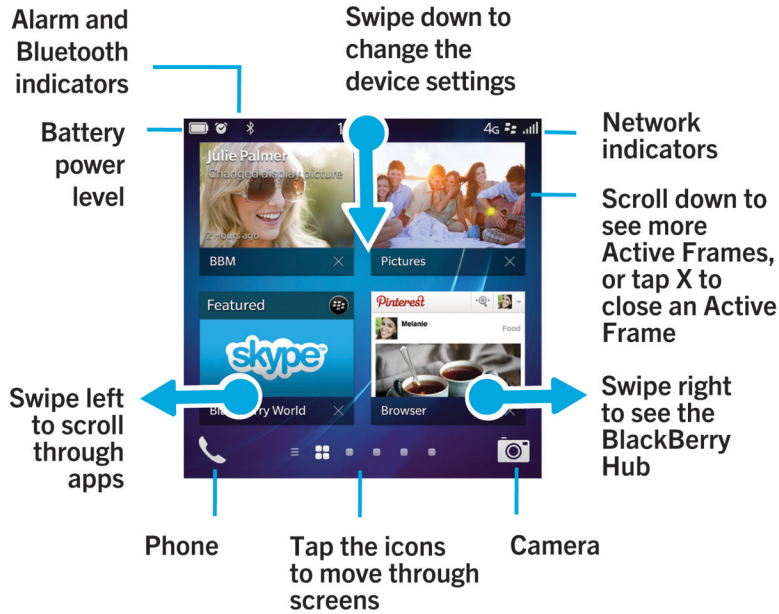 Alarm and
Bluetooth
indicators
Swipe down to
change the
device settings
Battery
power
level
4G
Network
indicators
Julie Palmer
Changed display picture
2 Hours ago
BBM
Pictures
Scroll down to
see more
Active Frames,
or tap X to
close an Active
Frame
Featured
skype
Pinterest
Melanie
Food
Browser
Swipe left
to scroll
through
apps
Swipe right
to see the
BlackBerry
Hub
Phone
Tap the icons
to move through
screens
Camera